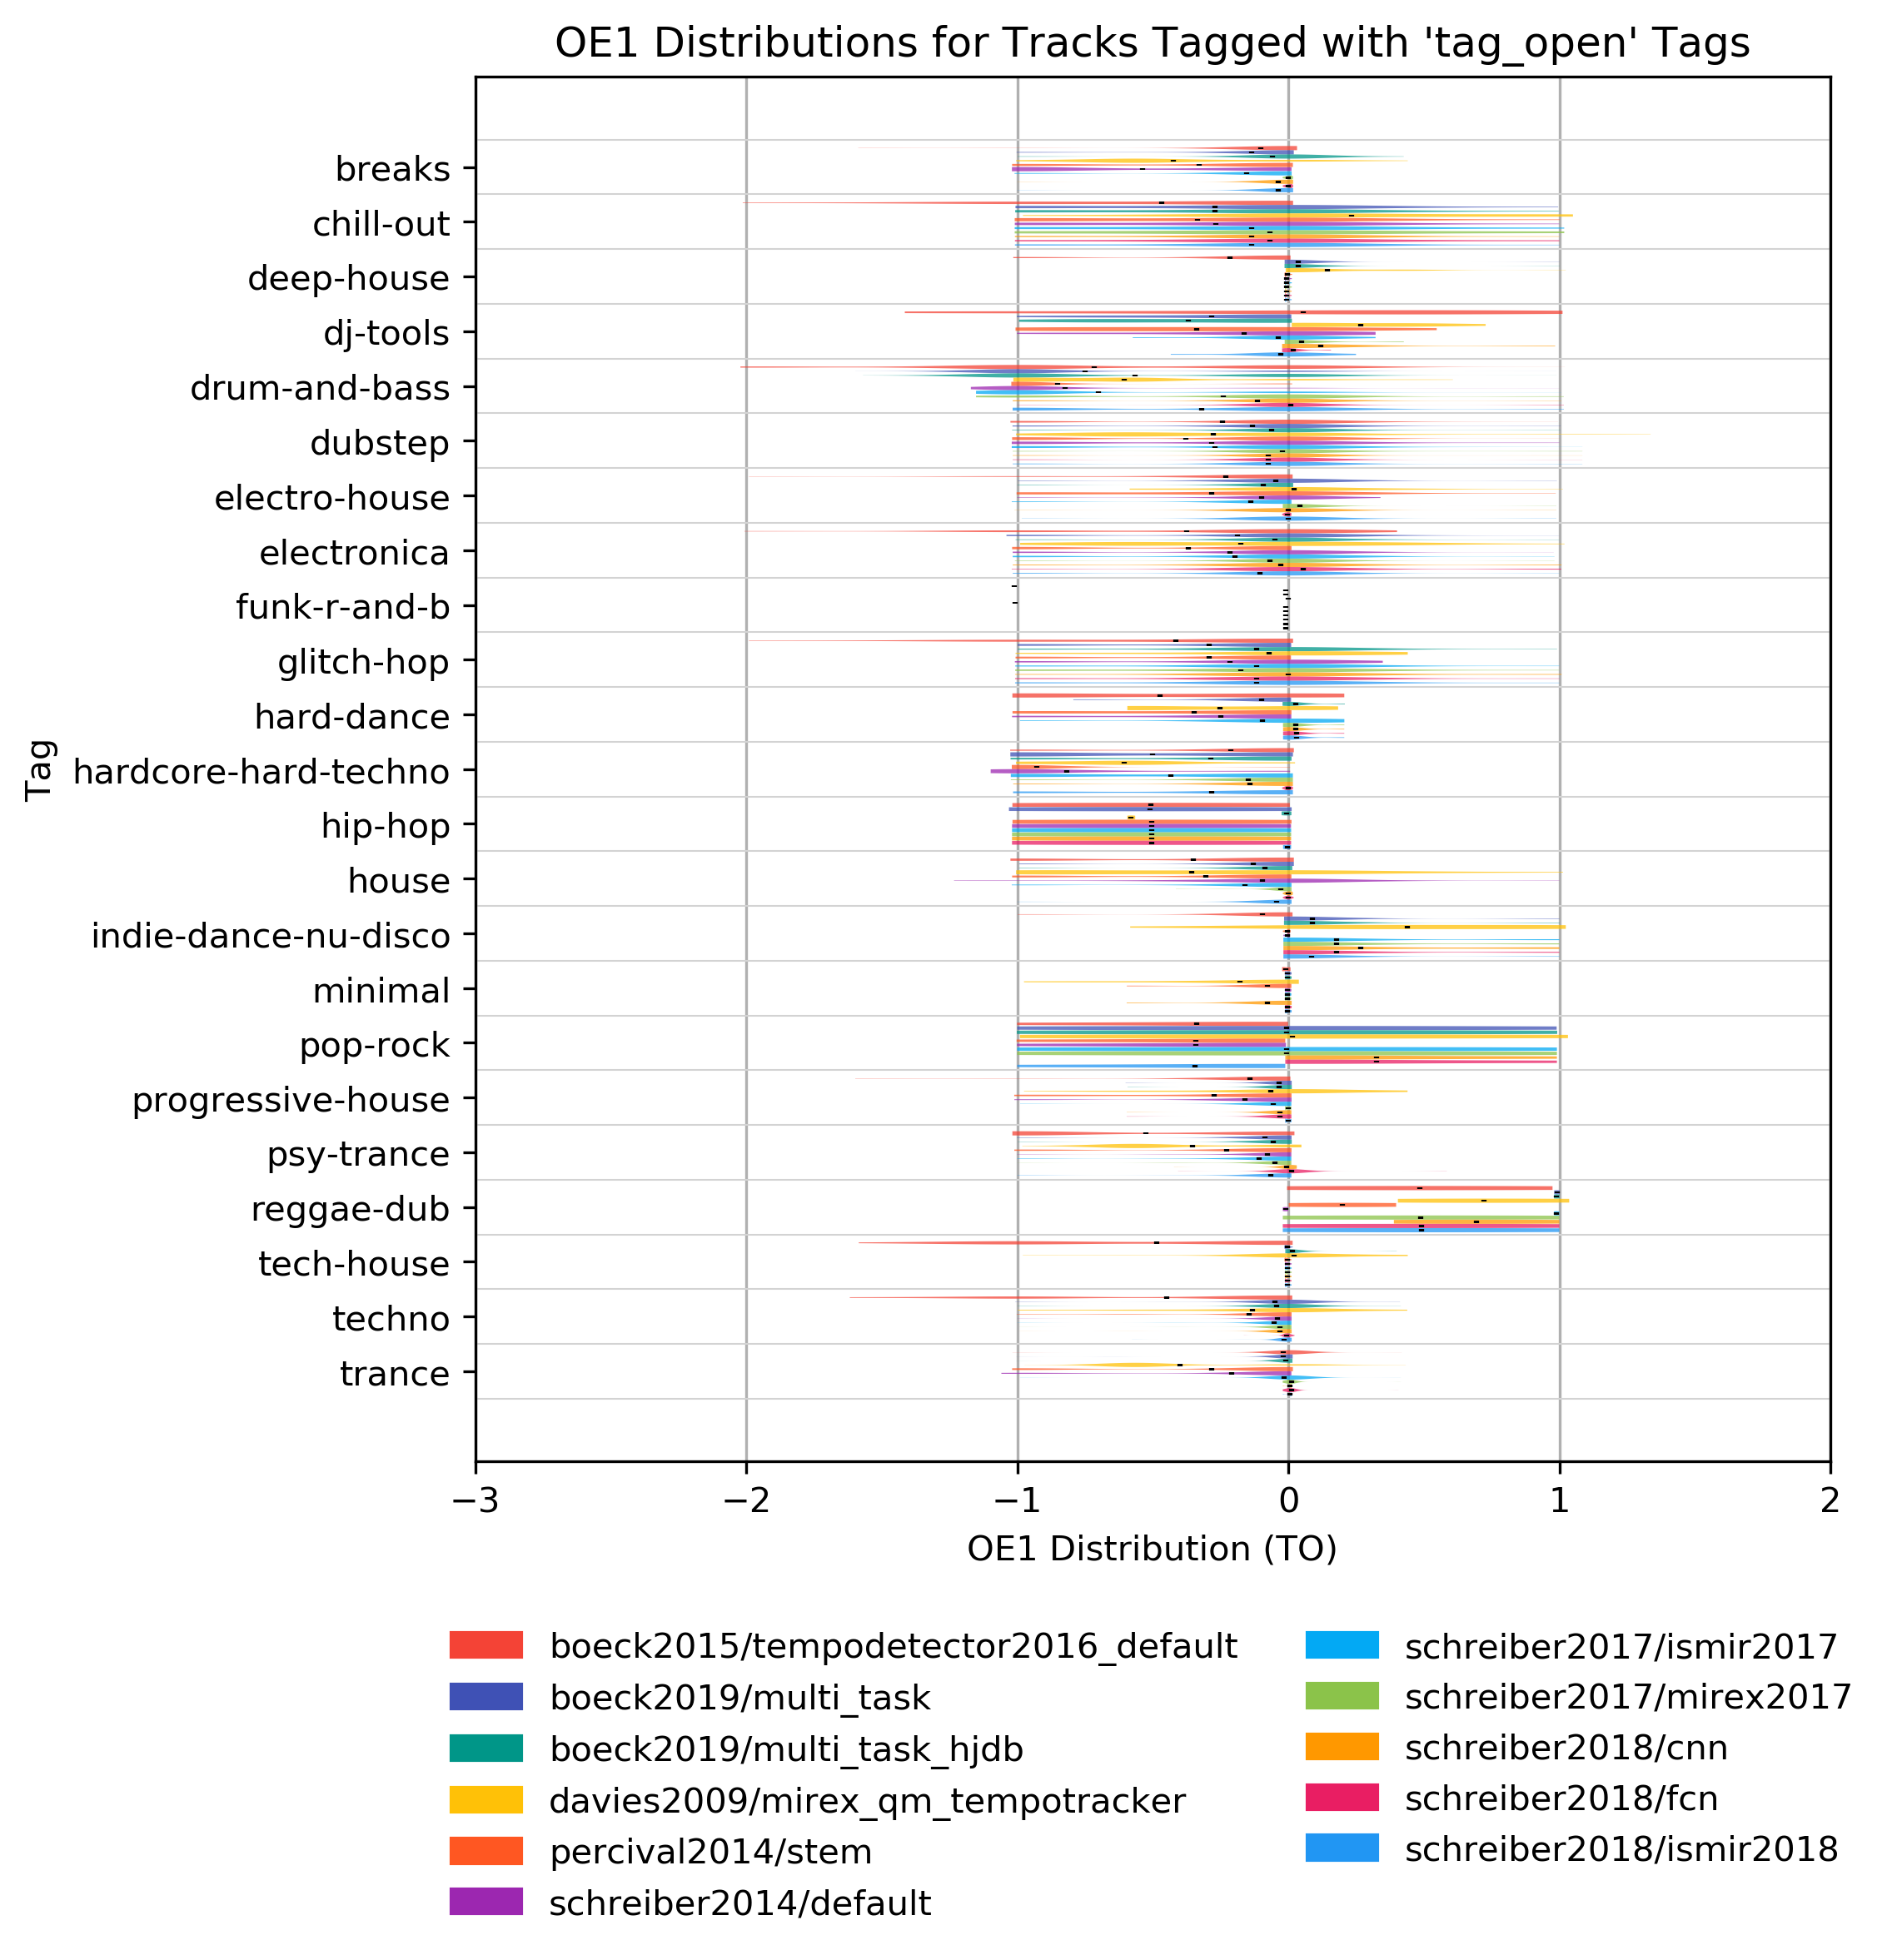 OE1 Distributions for Tracks Tagged with 'tag_open' Tags
Tag
breaks
chill-out
deep-house
dj-tools
drum-and-bass
dubstep
electro-house
electronica
funk-r-and-b
glitch-hop
hard-dance
hardcore-hard-techno
hip-hop
house
indie-dance-nu-disco
minimal
pop-rock
progressive-house
psy-trance
reggae-dub
tech-house
techno
trance
−3 −2 −1 0 1 2
OE1 Distribution (TO)
boeck2015/tempodetector2016_default
boeck2019/multi_task
boeck2019/multi_task_hjdb
davies2009/mirex_qm_tempotracker
percival2014/stem
schreiber2014/default
schreiber2017/ismir2017
schreiber2017/mirex2017
schreiber2018/cnn
schreiber2018/fcn
schreiber2018/ismir2018